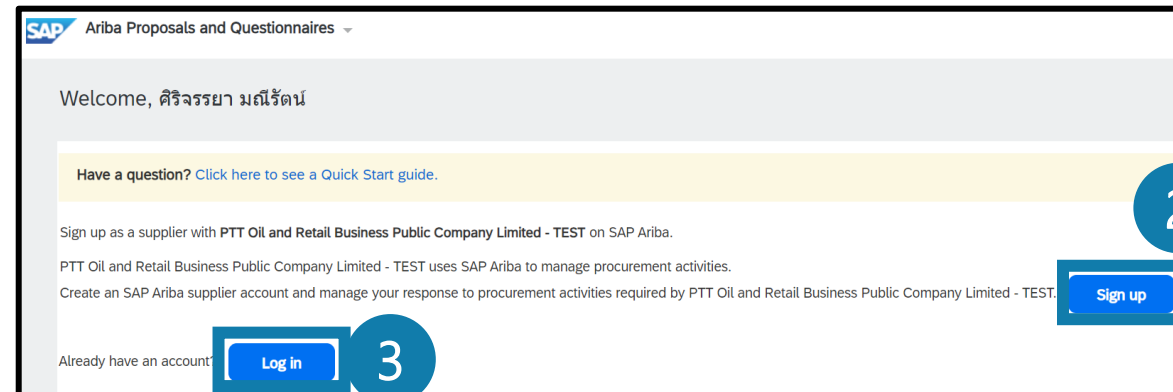 SAP Ariba Proposals and Questionnaires
Welcome, ศิริจรรยา มณีรัตน์
Have a question? Click here to see a Quick Start guide.
2
Sign up as a supplier with PTT Oil and Retail Business Public Company Limited - TEST on SAP Ariba.
PTT Oil and Retail Business Public Company Limited - TEST uses SAP Ariba to manage procurement activities.
Create an SAP Ariba supplier account and manage your response to procurement activities required by PTT Oil and Retail Business Public Company Limited - TEST. Sign up
Already have an account? Log in 3